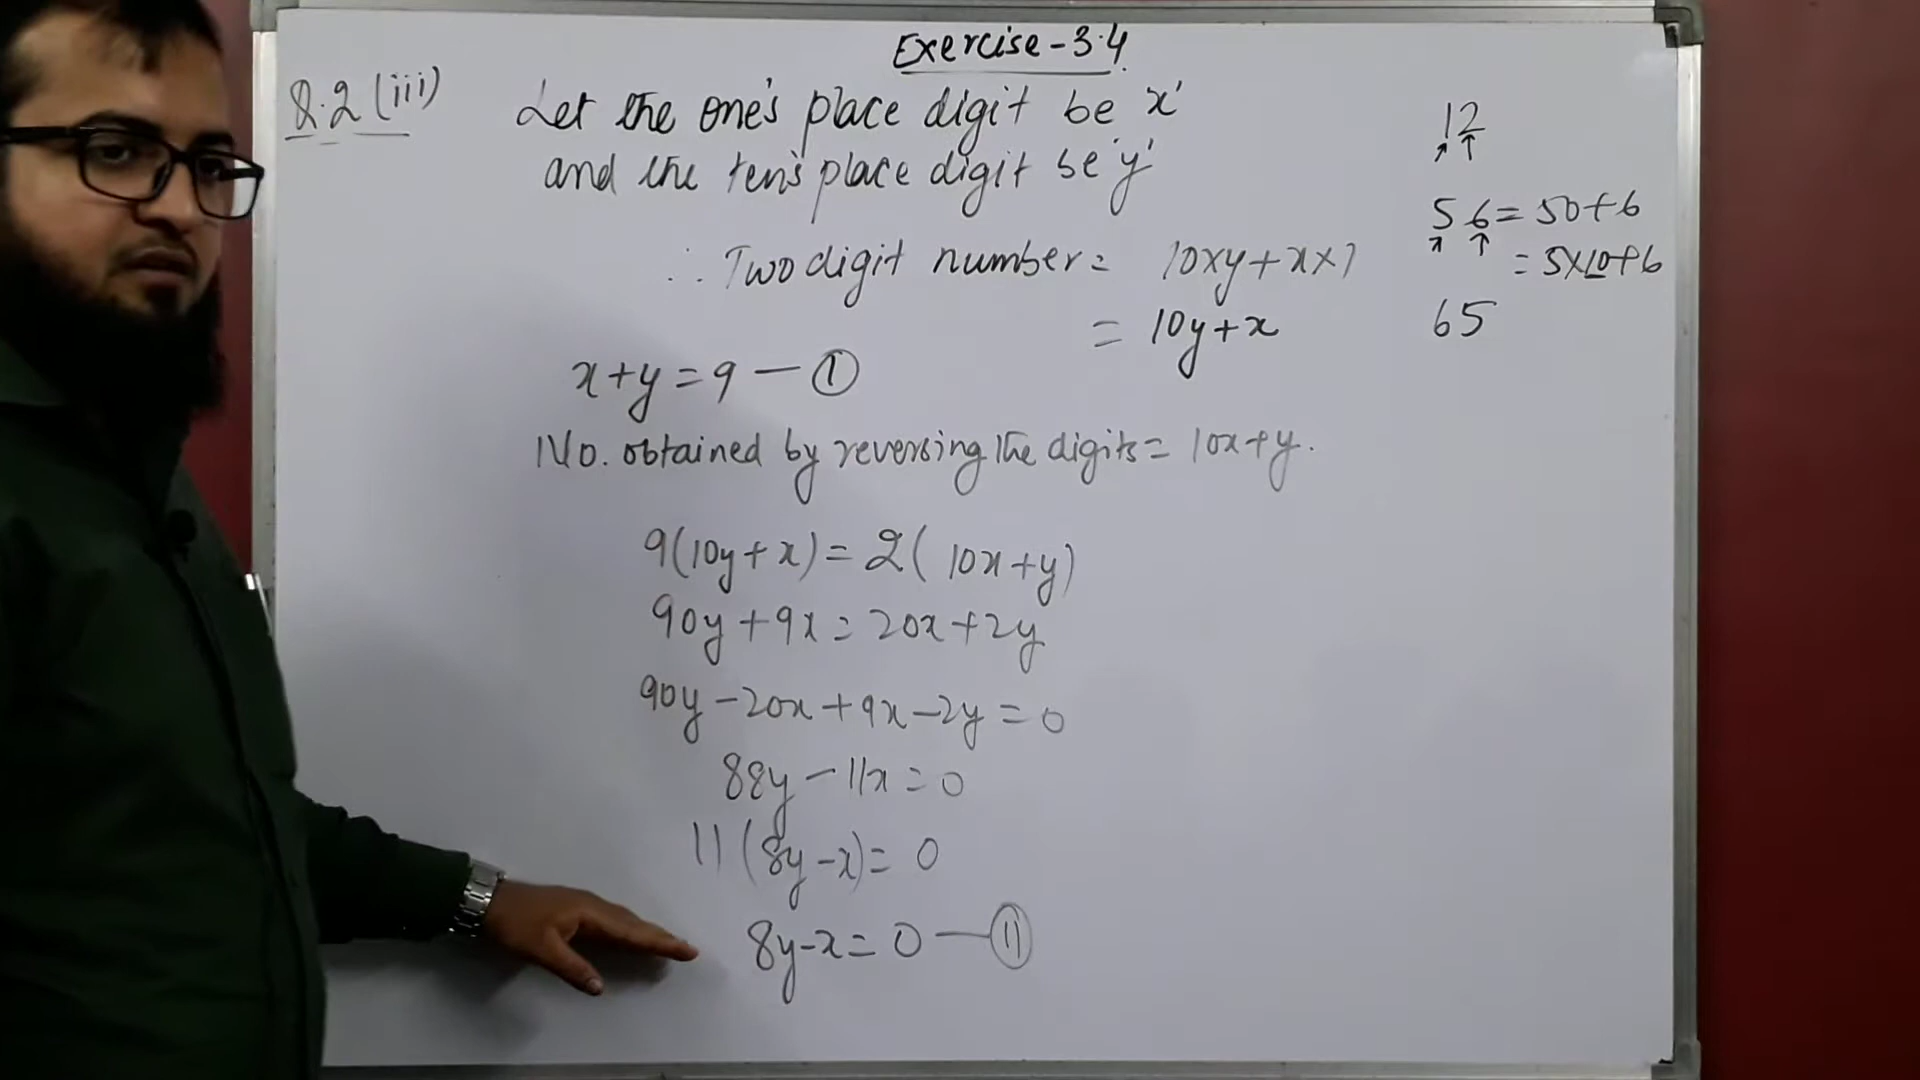 Exercise-3.4
Q.2 (iii)
Let the one's place digit be 'x'
and the ten's place digit be 'y'
∴ Two digit number = 10xy+x×1
= 10y+x
x+y=9 — ①
No. obtained by reversing the digits = 10x+y.
9(10y+x)=2(10x+y)
90y+9x=20x+2y
90y-20x+9x-2y=0
88y-11x=0
11(8y-x)=0
8y-x=0 — ⑪
12
56=50+6
=5×10+6
65